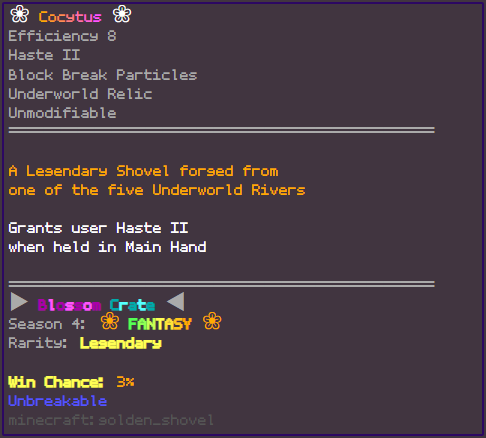 ❀ Cocytus ❀
Efficiency 8
Haste II
Block Break Particles
Underworld Relic
Unmodifiable
A Legendary Shovel forged from
one of the five Underworld Rivers
Grants user Haste II
when held in Main Hand
▶ Blossom Crate ◀
Season 4: ❀ FANTASY ❀
Rarity: Legendary
Win Chance: 3%
Unbreakable
minecraft:golden_shovel